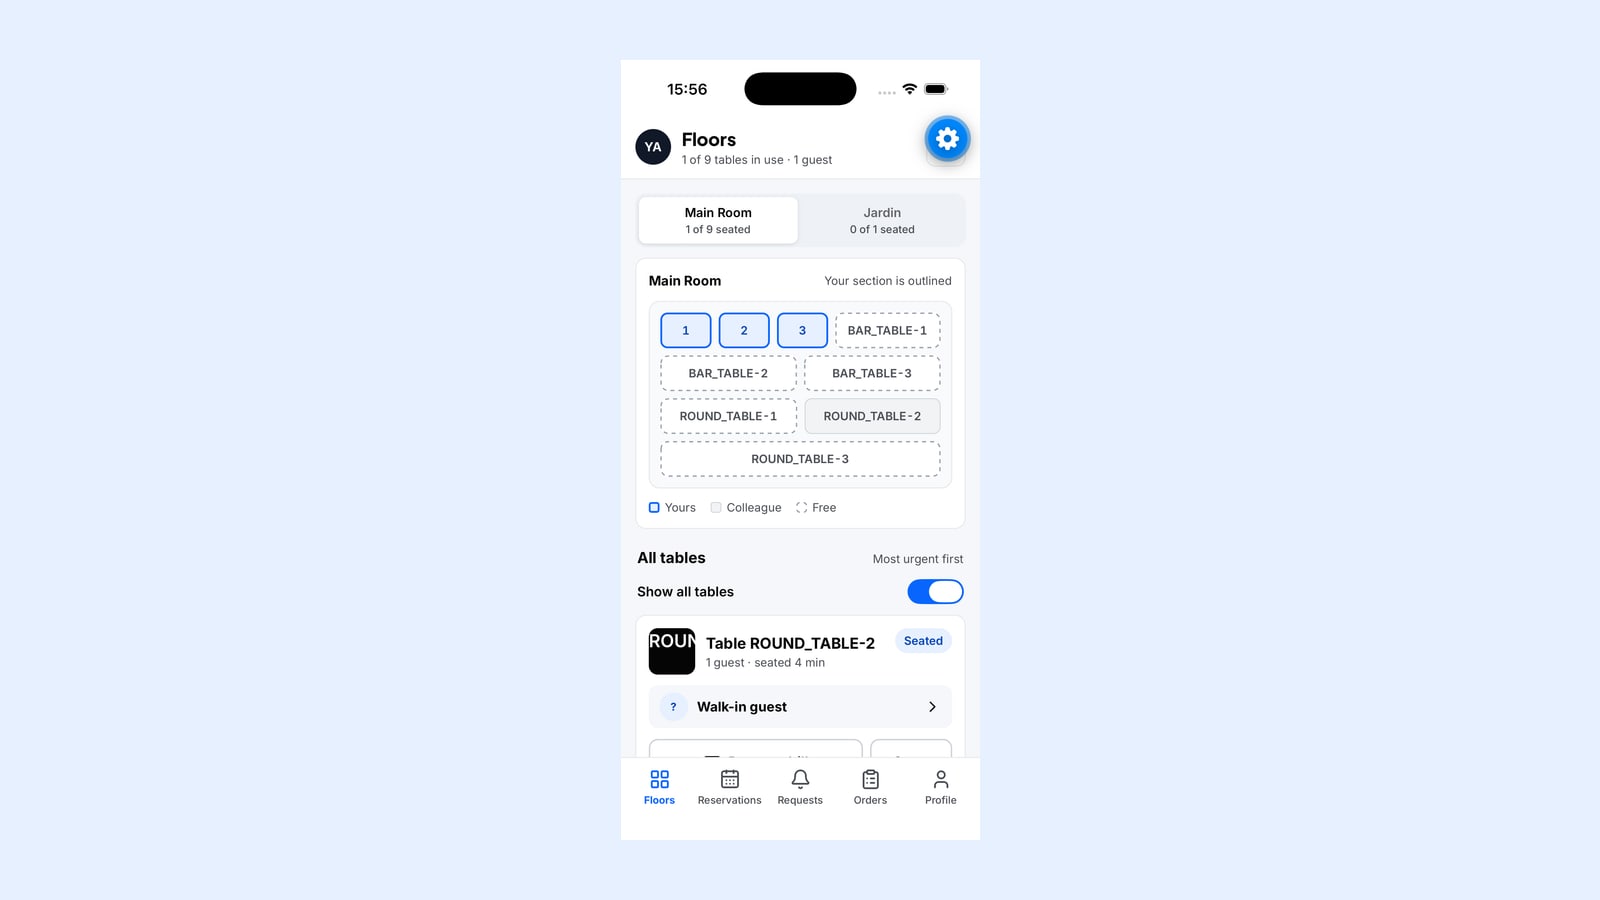 15:56
YA
Floors
1 of 9 tables in use · 1 guest
Main Room
1 of 9 seated
Jardin
0 of 1 seated
Main Room
Your section is outlined
1
2
3
BAR_TABLE-1
BAR_TABLE-2
BAR_TABLE-3
ROUND_TABLE-1
ROUND_TABLE-2
ROUND_TABLE-3
Yours
Colleague
Free
All tables
Most urgent first
Show all tables
ROUN
Table ROUND_TABLE-2
Seated
1 guest · seated 4 min
?
Walk-in guest
Floors
Reservations
Requests
Orders
Profile